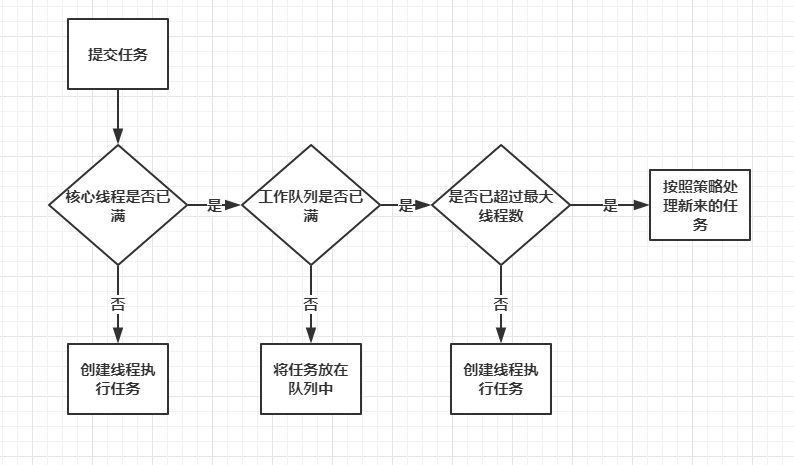 提交任务
核心线程是否已
满
是
工作队列是否已
满
是
是否已超过最大
线程数
是
按照策略处
理新来的任
务
否
否
否
创建线程执
行任务
将任务放在
队列中
创建线程执
行任务